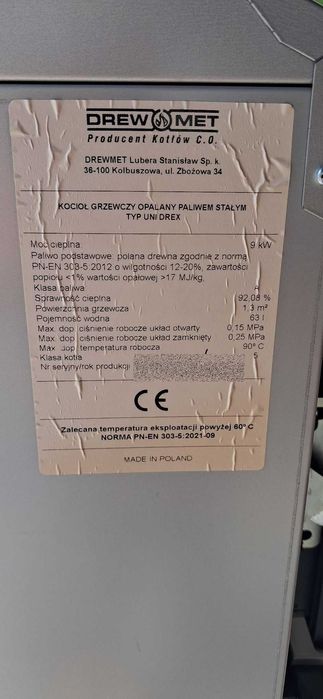 DREWMET
Producent Kotłów C.O.
DREWMET Lubera Stanisław Sp. k.
36-100 Kolbuszowa, ul. Zbożowa 34
KOCIOŁ GRZEWCZY OPALANY PALIWEM STAŁYM
TYP UNI DREX
Moc cieplna 9 kW
Paliwo podstawowe: polana drewna zgodnie z normą
PN-EN 303-5:2012 o wilgotności 12-20%, zawartości
popiołu <1% wartości opałowej >17 MJ/kg.
Klasa paliwa A
Sprawność cieplna 92,08 %
Powierzchnia grzewcza 1,3 m²
Pojemność wodna 63 l
Max. dop. ciśnienie robocze układ otwarty 0,15 MPa
Max. dop. ciśnienie robocze układ zamknięty 0,25 MPa
Max. dop. temperatura robocza 90° C
Klasa kotła 5
Nr seryjny/rok produkcji
CE
Zalecana temperatura eksploatacji powyżej 60° C
NORMA PN-EN 303-5:2021-09
MADE IN POLAND